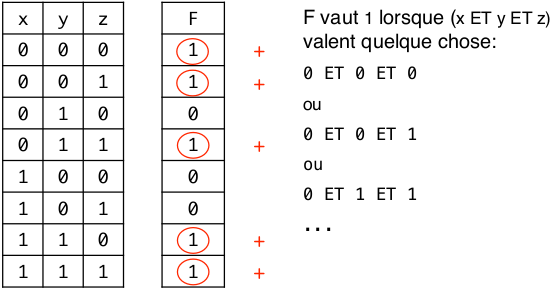 x y z F
0 0 0 1 +
0 0 1 1 +
0 1 0 0
0 1 1 1 +
1 0 0 0
1 0 1 0
1 1 0 1 +
1 1 1 1 +
F vaut 1 lorsque (x ET y ET z)
valent quelque chose:
0 ET 0 ET 0
ou
0 ET 0 ET 1
ou
0 ET 1 ET 1
...